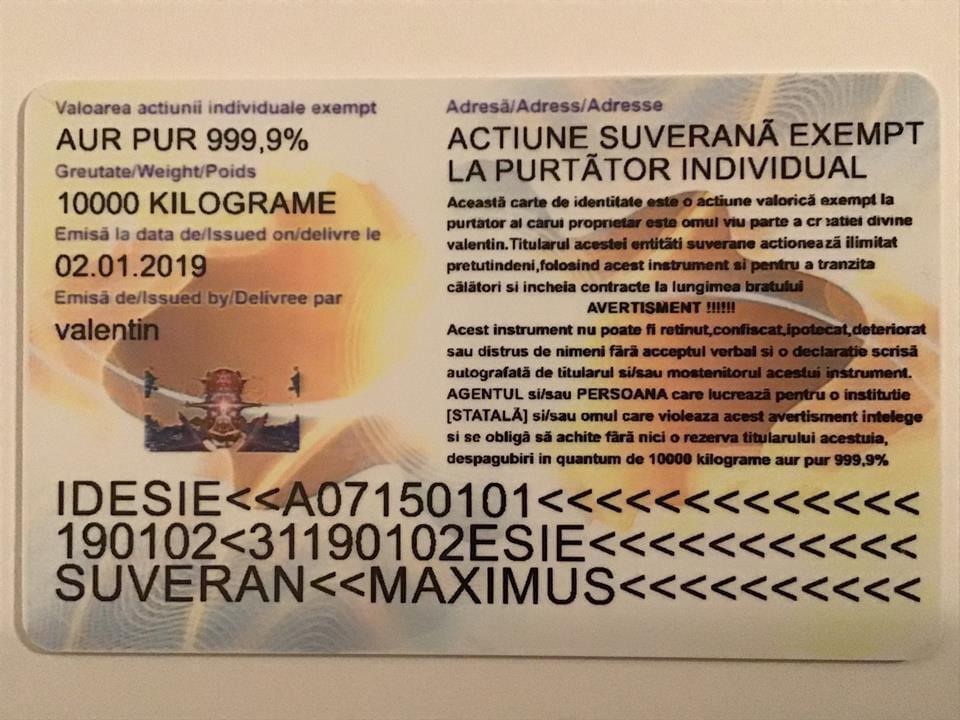 Valoarea actiunii individuale exempt
AUR PUR 999,9%
Greutate/Weight/Poids
10000 KILOGRAME
Emisă la data de/Issued on/delivre le
02.01.2019
Emisă de/Issued by/Delivree par
valentin
Adresă/Adress/Adresse
ACTIUNE SUVERANÃ EXEMPT
LA PURTÃTOR INDIVIDUAL
Această carte de identitate este o actiune valorică exempt la
purtător al cărui proprietar este omul viu parte a creatiei divine
valentin.Titularul acestei entităti suverane actionează ilimitat
pretutindeni,folosind acest instrument si pentru a tranzita
călători si incheia contracte la lungimea bratului
AVERTISMENT !!!!!!
Acest instrument nu poate fi retinut,confiscat,ipotecat,deteriorat
sau distrus de nimeni fără acceptul verbal si o declaratie scrisă
autografată de titularul si/sau mostenitorul acestui instrument.
AGENTUL si/sau PERSOANA care lucrează pentru o institutie
[STATALĂ] si/sau omul care violeaza acest avertisment intelege
si se obligă să achite fără nici o rezerva titularului acestuia,
despagubiri in quantum de 10000 kilograme aur pur 999,9%
IDESIE<<A07150101<<<<<<<<<<<<<
190102<31190102ESIE<<<<<<<<<<<
SUVERAN<<MAXIMUS<<<<<<<<<<